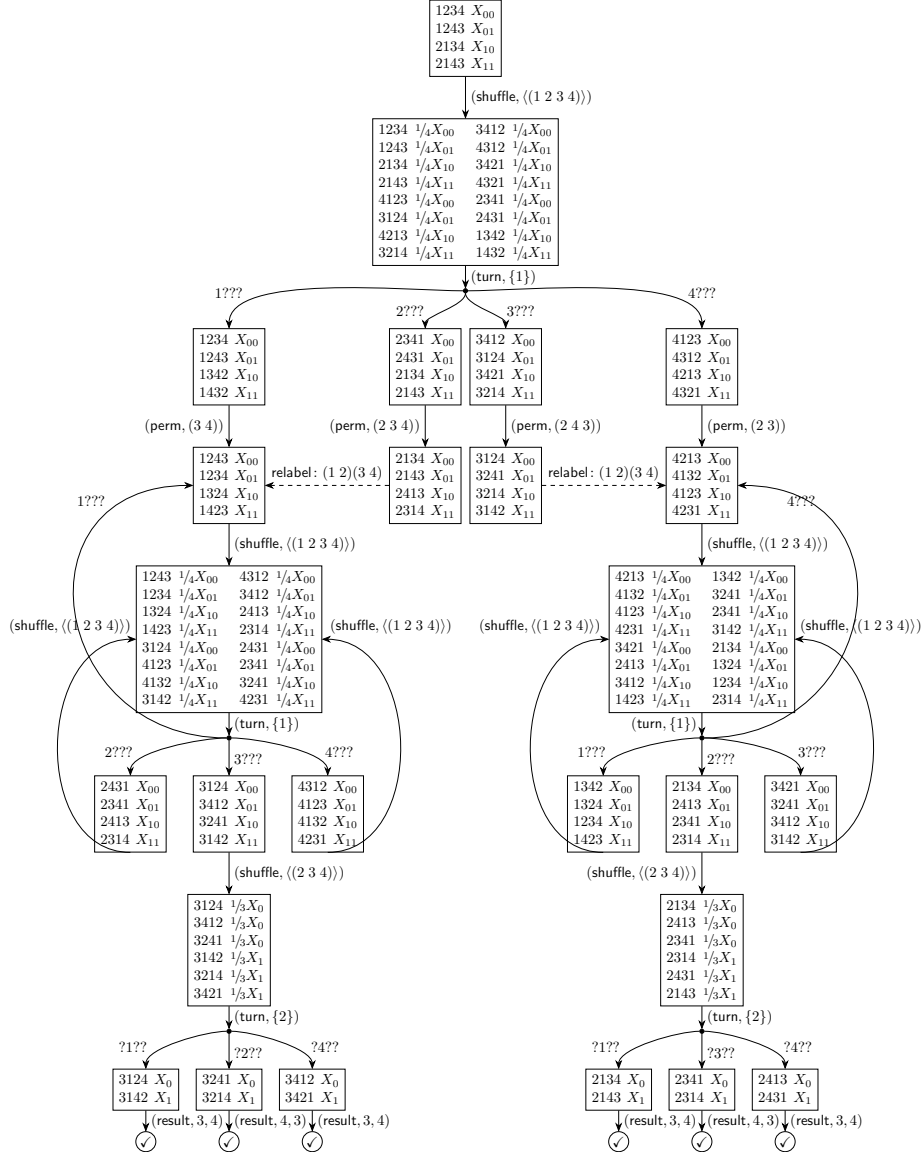 1234 X₀₀
1243 X₀₁
2134 X₁₀
2143 X₁₁
(shuffle, ⟨(1 2 3 4)⟩)
1234 ¹/₄X₀₀ 3412 ¹/₄X₀₀
1243 ¹/₄X₀₁ 4312 ¹/₄X₀₁
2134 ¹/₄X₁₀ 3421 ¹/₄X₁₀
2143 ¹/₄X₁₁ 4321 ¹/₄X₁₁
4123 ¹/₄X₀₀ 2341 ¹/₄X₀₀
3124 ¹/₄X₀₁ 2431 ¹/₄X₀₁
4213 ¹/₄X₁₀ 1342 ¹/₄X₁₀
3214 ¹/₄X₁₁ 1432 ¹/₄X₁₁
(turn, {1})
1??? 2??? 3??? 4???
1234 X₀₀ 2341 X₀₀ 3412 X₀₀ 4123 X₀₀
1243 X₀₁ 2431 X₀₁ 3124 X₀₁ 4312 X₀₁
1342 X₁₀ 2134 X₁₀ 3421 X₁₀ 4213 X₁₀
1432 X₁₁ 2143 X₁₁ 3214 X₁₁ 4321 X₁₁
(perm, (3 4)) (perm, (2 3 4)) (perm, (2 4 3)) (perm, (2 3))
1243 X₀₀ 2134 X₀₀ 3124 X₀₀ 4213 X₀₀
1234 X₀₁ 2143 X₀₁ 3241 X₀₁ 4132 X₀₁
1324 X₁₀ 2413 X₁₀ 3214 X₁₀ 4123 X₁₀
1423 X₁₁ 2314 X₁₁ 3142 X₁₁ 4231 X₁₁
relabel: (1 2)(3 4) relabel: (1 2)(3 4)
1??? 4???
(shuffle, ⟨(1 2 3 4)⟩) (shuffle, ⟨(1 2 3 4)⟩)
1243 ¹/₄X₀₀ 4312 ¹/₄X₀₀ 4213 ¹/₄X₀₀ 1342 ¹/₄X₀₀
1234 ¹/₄X₀₁ 3412 ¹/₄X₀₁ 4132 ¹/₄X₀₁ 3241 ¹/₄X₀₁
1324 ¹/₄X₁₀ 2413 ¹/₄X₁₀ 4123 ¹/₄X₁₀ 2341 ¹/₄X₁₀
1423 ¹/₄X₁₁ 2314 ¹/₄X₁₁ 4231 ¹/₄X₁₁ 3142 ¹/₄X₁₁
3124 ¹/₄X₀₀ 2431 ¹/₄X₀₀ 3421 ¹/₄X₀₀ 2134 ¹/₄X₀₀
4123 ¹/₄X₀₁ 2341 ¹/₄X₀₁ 2413 ¹/₄X₀₁ 1324 ¹/₄X₀₁
4132 ¹/₄X₁₀ 3241 ¹/₄X₁₀ 3412 ¹/₄X₁₀ 1234 ¹/₄X₁₀
3142 ¹/₄X₁₁ 4231 ¹/₄X₁₁ 1423 ¹/₄X₁₁ 2314 ¹/₄X₁₁
(shuffle, ⟨(1 2 3 4)⟩) (shuffle, ⟨(1 2 3 4)⟩) (shuffle, ⟨(1 2 3 4)⟩) (shuffle, ⟨(1 2 3 4)⟩)
(turn, {1}) (turn, {1})
2??? 3??? 4??? 1??? 2??? 3???
2431 X₀₀ 3124 X₀₀ 4312 X₀₀ 1342 X₀₀ 2134 X₀₀ 3421 X₀₀
2341 X₀₁ 3412 X₀₁ 4123 X₀₁ 1324 X₀₁ 2413 X₀₁ 3241 X₀₁
2413 X₁₀ 3241 X₁₀ 4132 X₁₀ 1234 X₁₀ 2341 X₁₀ 3412 X₁₀
2314 X₁₁ 3142 X₁₁ 4231 X₁₁ 1423 X₁₁ 2314 X₁₁ 3142 X₁₁
(shuffle, ⟨(2 3 4)⟩) (shuffle, ⟨(2 3 4)⟩)
3124 ¹/₃X₀ 2134 ¹/₃X₀
3412 ¹/₃X₀ 2413 ¹/₃X₀
3241 ¹/₃X₀ 2341 ¹/₃X₀
3142 ¹/₃X₁ 2314 ¹/₃X₁
3214 ¹/₃X₁ 2431 ¹/₃X₁
3421 ¹/₃X₁ 2143 ¹/₃X₁
(turn, {2}) (turn, {2})
?1?? ?2?? ?4?? ?1?? ?3?? ?4??
3124 X₀ 3241 X₀ 3412 X₀ 2134 X₀ 2341 X₀ 2413 X₀
3142 X₁ 3214 X₁ 3421 X₁ 2143 X₁ 2314 X₁ 2431 X₁
(result, 3, 4) (result, 4, 3) (result, 3, 4) (result, 3, 4) (result, 4, 3) (result, 3, 4)
✓ ✓ ✓ ✓ ✓ ✓